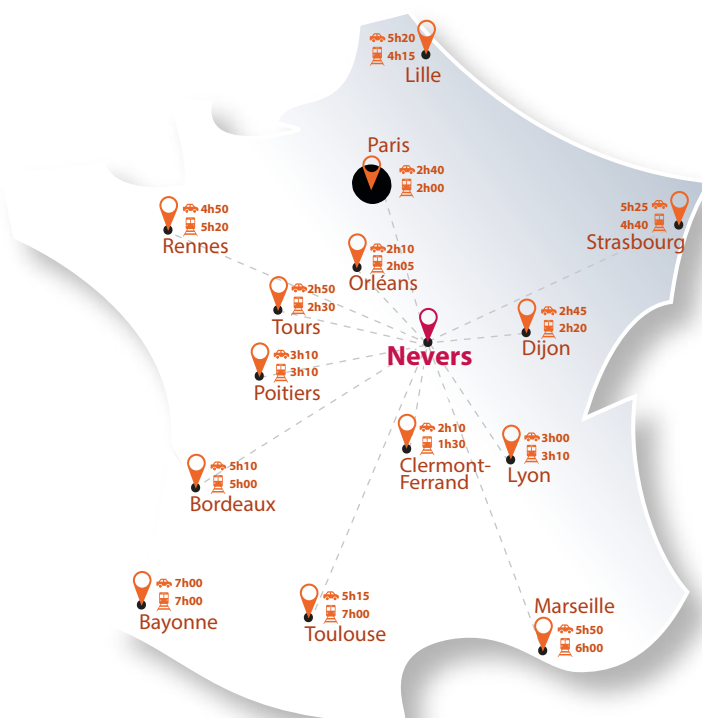 5h20
4h15
Lille
Paris
2h40
2h00
4h50
5h20
Rennes
5h25
4h40
Strasbourg
2h10
2h05
Orléans
2h50
2h30
Tours
2h45
2h20
Dijon
Nevers
3h10
3h10
Poitiers
2h10
1h30
Clermont-
Ferrand
3h00
3h10
Lyon
5h10
5h00
Bordeaux
7h00
7h00
Bayonne
5h15
7h00
Toulouse
Marseille
5h50
6h00